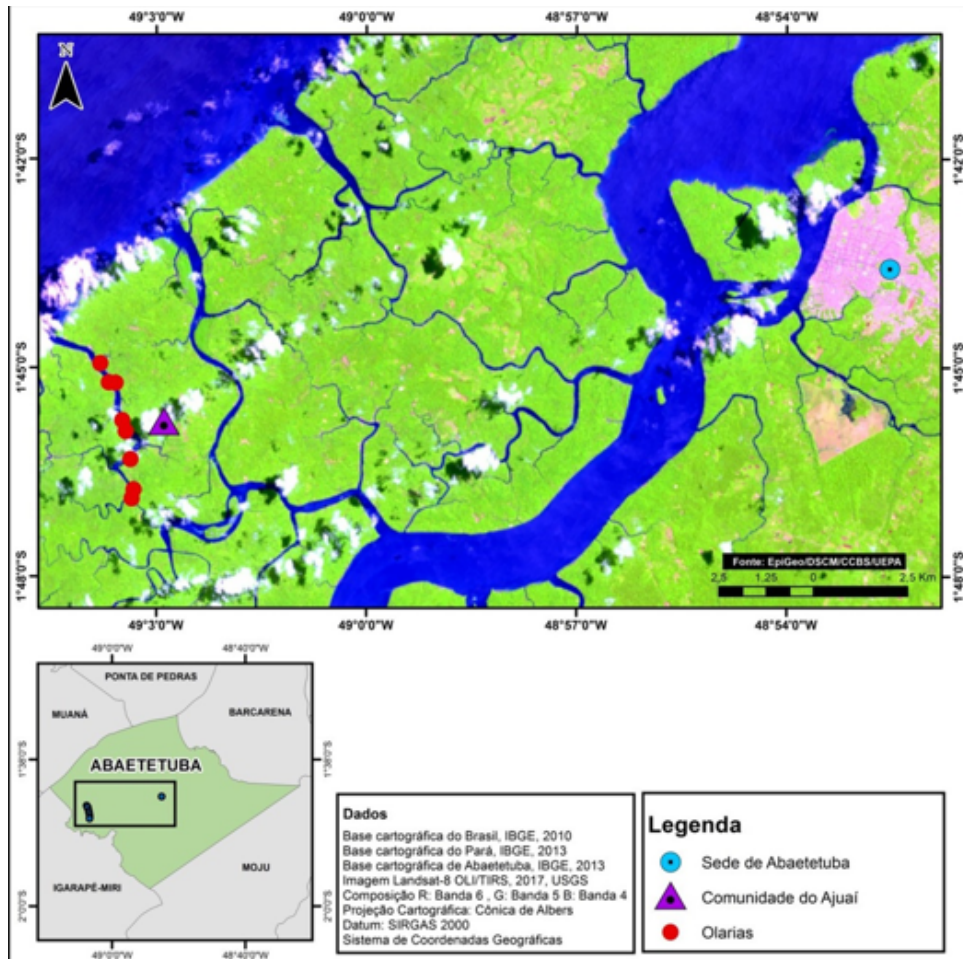 49°3'0"W 49°0'0"W 48°57'0"W 48°54'0"W
N
1°42'0"S 1°42'0"S
1°45'0"S 1°45'0"S
1°48'0"S 1°48'0"S
Fonte: EpiGeo/DSCM/CCBS/UEPA
2,5 1,25 0 2,5 Km
49°3'0"W 49°0'0"W 48°57'0"W 48°54'0"W
49°0'0"W 48°40'0"W
PONTA DE PEDRAS
MUANÁ
BARCARENA
ABAETETUBA
1°38'0"S 1°38'0"S
MOJU
IGARAPÉ-MIRI
2°0'0"S 2°0'0"S
49°0'0"W 48°40'0"W
Dados
Base cartográfica do Brasil, IBGE, 2010
Base cartográfica do Pará, IBGE, 2013
Base cartográfica de Abaetetuba, IBGE, 2013
Imagem Landsat-8 OLI/TIRS, 2017, USGS
Composição R: Banda 6 , G: Banda 5 B: Banda 4
Projeção Cartográfica: Cônica de Albers
Datum: SIRGAS 2000
Sistema de Coordenadas Geográficas
Legenda
Sede de Abaetetuba
Comunidade do Ajuaí
Olarias